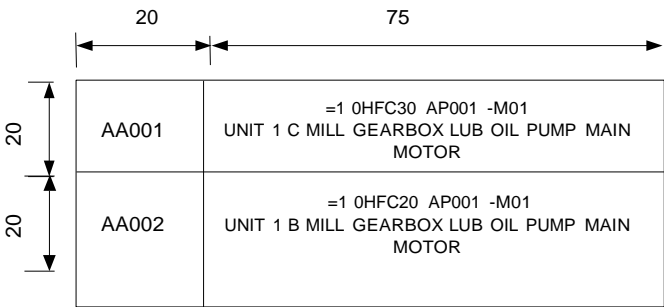 20 75
20
AA001
=1 0HFC30 AP001 -M01
UNIT 1 C MILL GEARBOX LUB OIL PUMP MAIN
MOTOR
20
AA002
=1 0HFC20 AP001 -M01
UNIT 1 B MILL GEARBOX LUB OIL PUMP MAIN
MOTOR